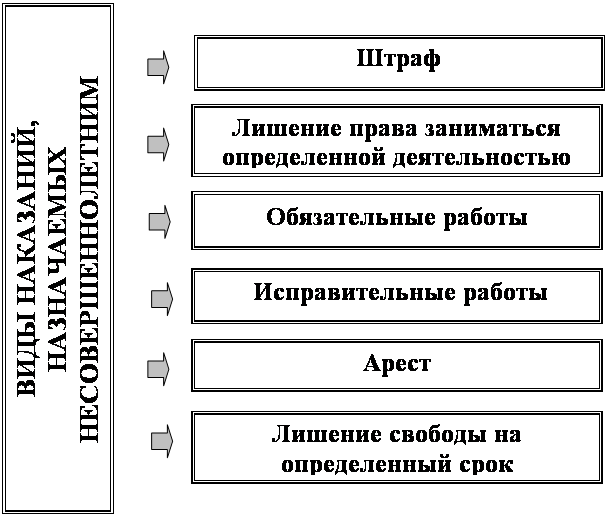 ВИДЫ НАКАЗАНИЙ,
НАЗНАЧАЕМЫХ
НЕСОВЕРШЕННОЛЕТНИМ
Штраф
Лишение права заниматься
определенной деятельностью
Обязательные работы
Исправительные работы
Арест
Лишение свободы на
определенный срок